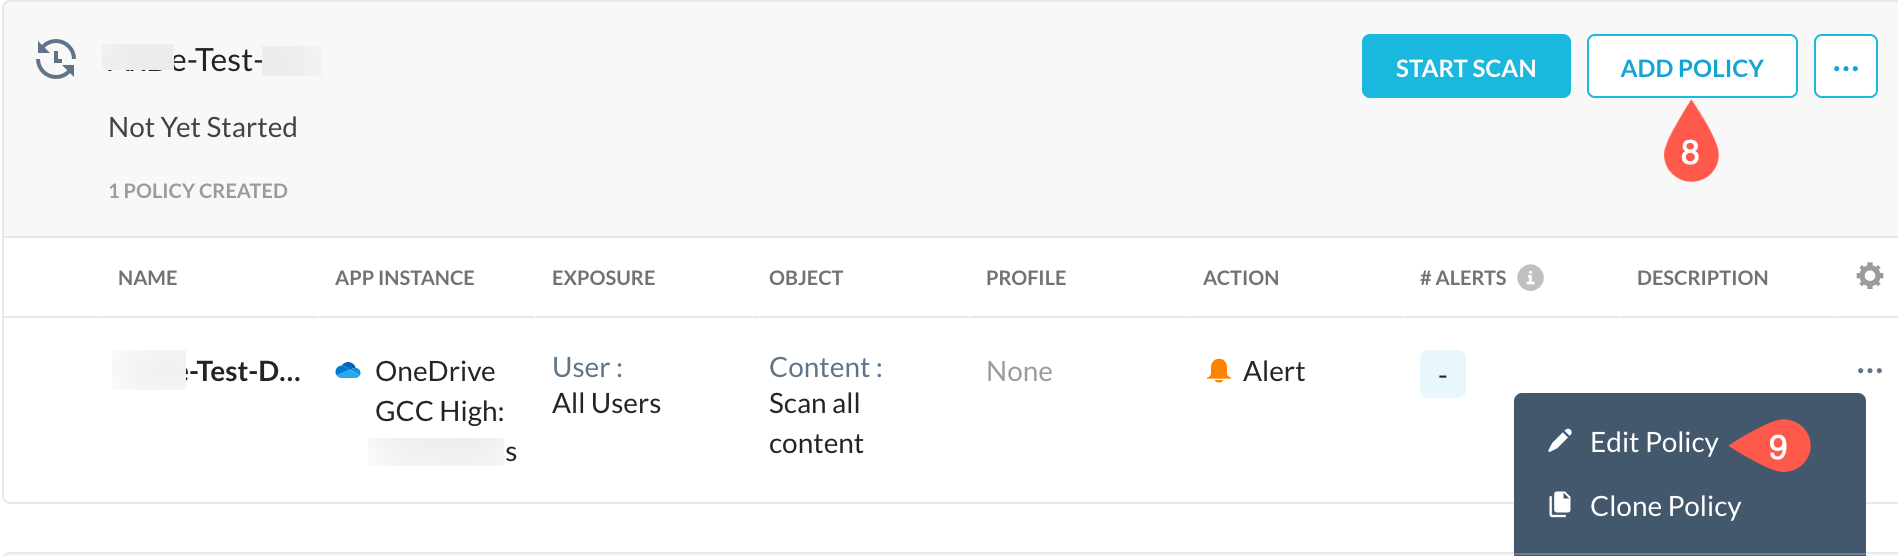 e-Test-
START SCAN
ADD POLICY
...
8
Not Yet Started
1 POLICY CREATED
NAME APP INSTANCE EXPOSURE OBJECT PROFILE ACTION # ALERTS i DESCRIPTION
e-Test-D...
OneDrive
GCC High:
s
User :
All Users
Content :
Scan all
content
None
Alert
-
...
Edit Policy
9
Clone Policy